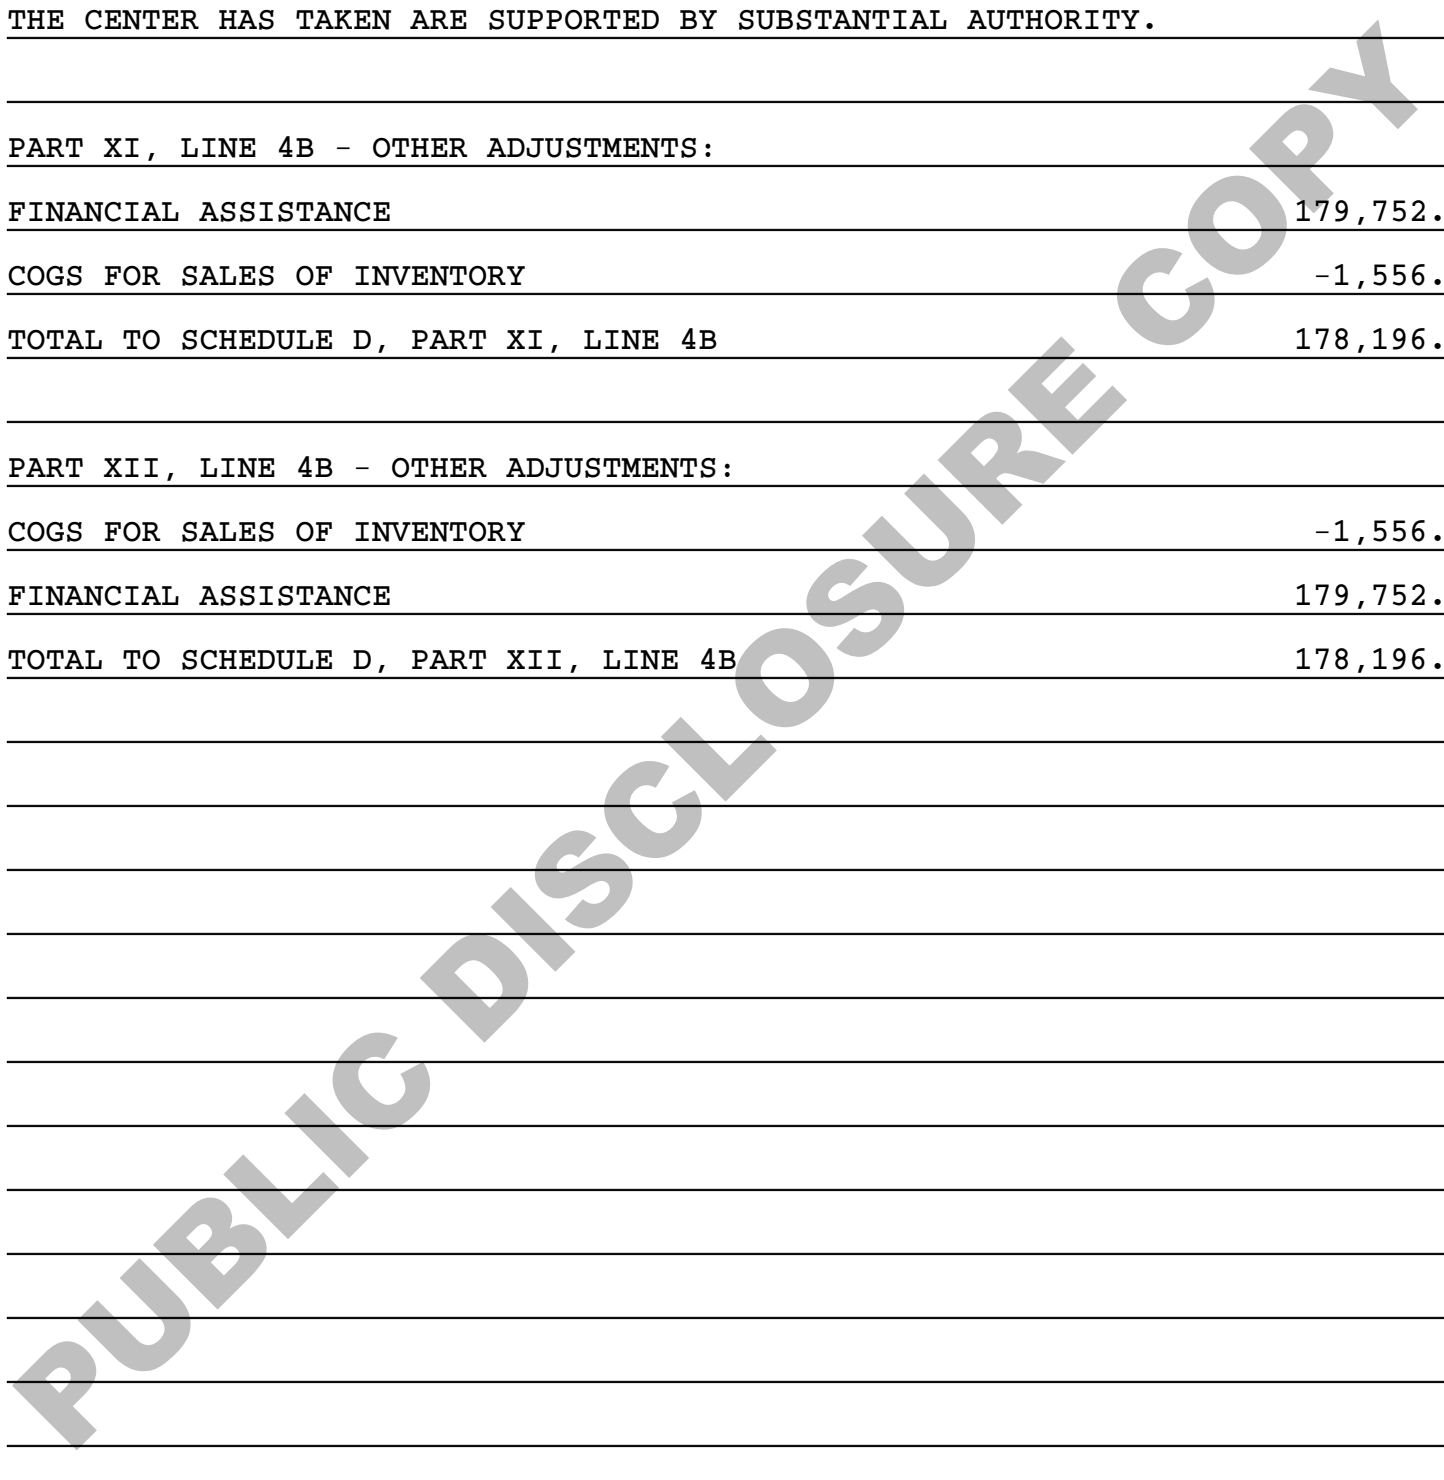 THE CENTER HAS TAKEN ARE SUPPORTED BY SUBSTANTIAL AUTHORITY.
PART XI, LINE 4B - OTHER ADJUSTMENTS:
FINANCIAL ASSISTANCE 179,752.
COGS FOR SALES OF INVENTORY -1,556.
TOTAL TO SCHEDULE D, PART XI, LINE 4B 178,196.
PART XII, LINE 4B - OTHER ADJUSTMENTS:
COGS FOR SALES OF INVENTORY -1,556.
FINANCIAL ASSISTANCE 179,752.
TOTAL TO SCHEDULE D, PART XII, LINE 4B 178,196.
PUBLIC DISCLOSURE COPY